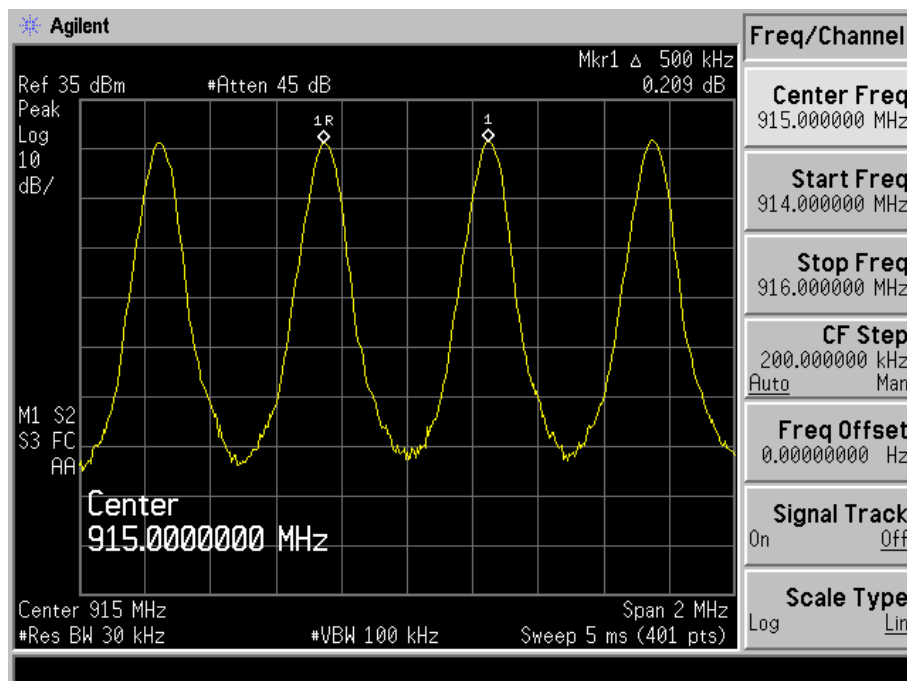 Agilent
Freq/Channel
Mkr1 Δ 500 kHz
Ref 35 dBm #Atten 45 dB 0.209 dB
Peak
Log
10
dB/
1R
1
M1 S2
S3 FC
AA
Center
915.0000000 MHz
Center 915 MHz Span 2 MHz
#Res BW 30 kHz #VBW 100 kHz Sweep 5 ms (401 pts)
Center Freq
915.000000 MHz
Start Freq
914.000000 MHz
Stop Freq
916.000000 MHz
CF Step
200.000000 kHz
Auto Man
Freq Offset
0.00000000 Hz
Signal Track
On Off
Scale Type
Log Lin